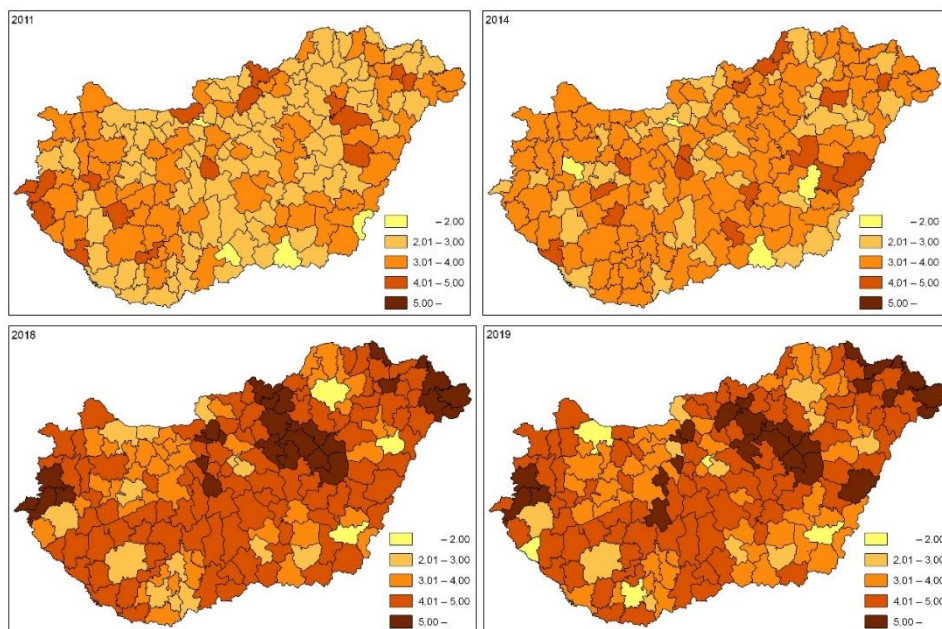 2011
– 2.00
2,01 – 3,00
3.01 – 4.00
4.01 – 5,00
5.00 –
2014
– 2.00
2,01 – 3,00
3.01 – 4.00
4.01 – 5,00
5.00 –
2018
– 2.00
2.01 – 3.00
3.01 – 4.00
4.01 – 5.00
5.00 –
2019
– 2.00
2.01 – 3.00
3.01 – 4.00
4.01 – 5.00
5.00 –